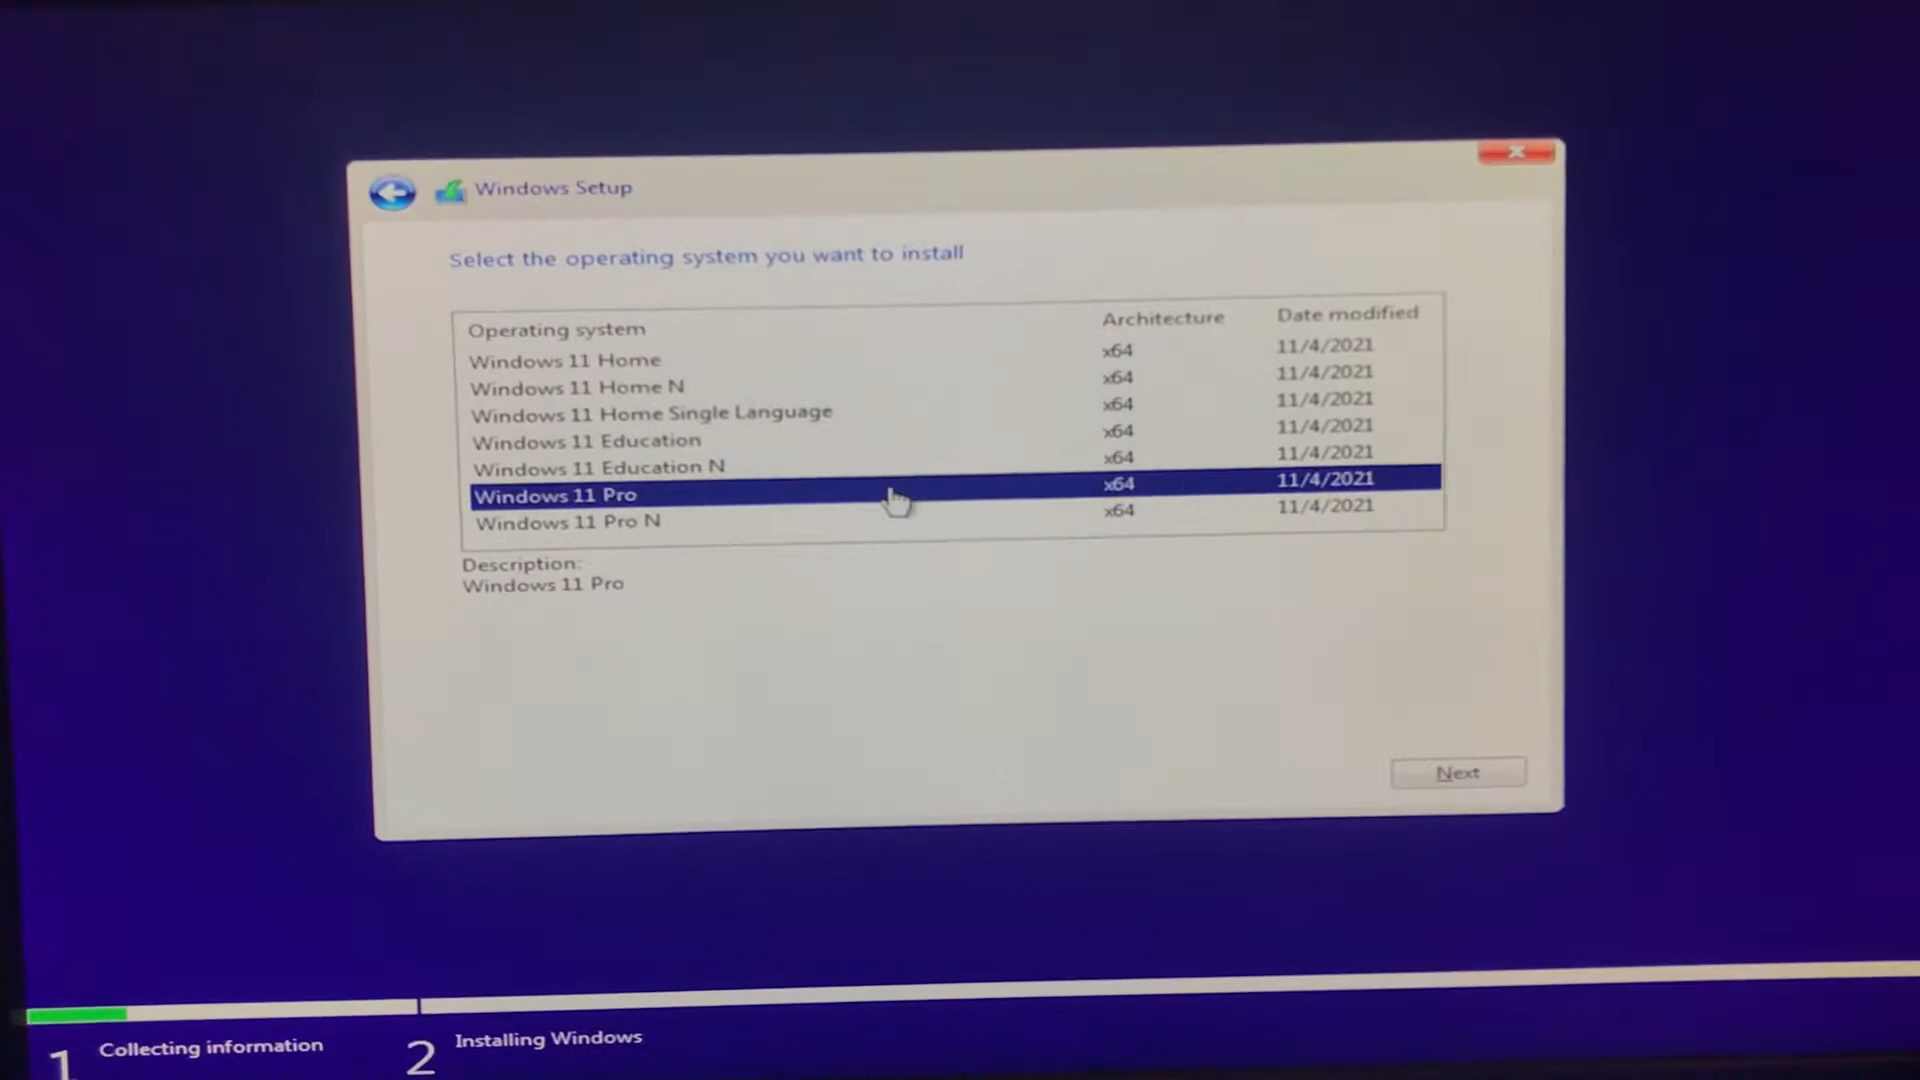 Windows Setup
Select the operating system you want to install
Operating system Architecture Date modified
Windows 11 Home x64 11/4/2021
Windows 11 Home N x64 11/4/2021
Windows 11 Home Single Language x64 11/4/2021
Windows 11 Education x64 11/4/2021
Windows 11 Education N x64 11/4/2021
Windows 11 Pro x64 11/4/2021
Windows 11 Pro N x64 11/4/2021
Description:
Windows 11 Pro
Next
1 Collecting information 2 Installing Windows